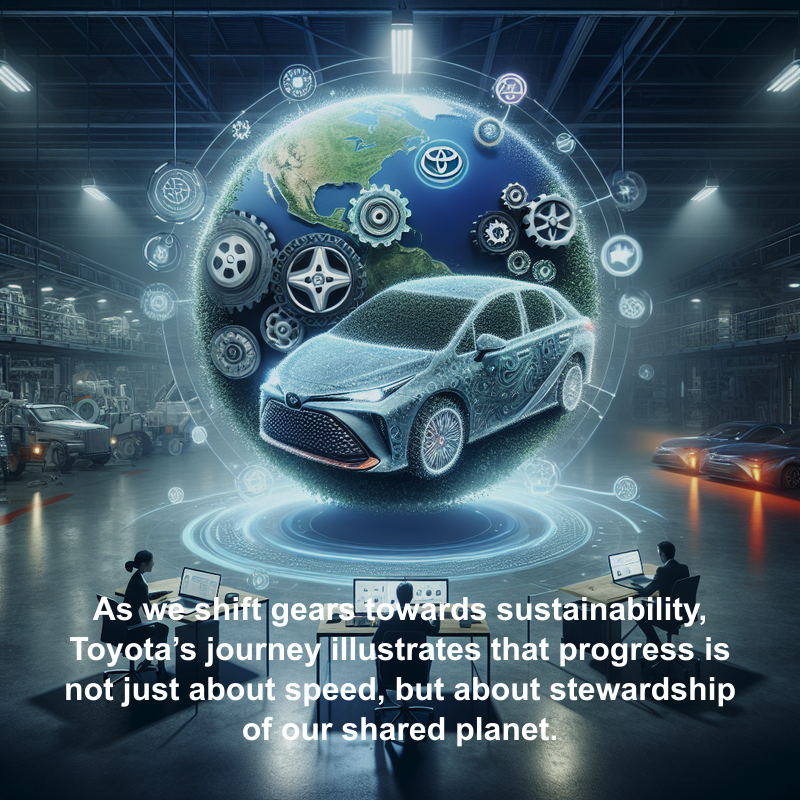 As we shift gears towards sustainability,
Toyota’s journey illustrates that progress is
not just about speed, but about stewardship
of our shared planet.